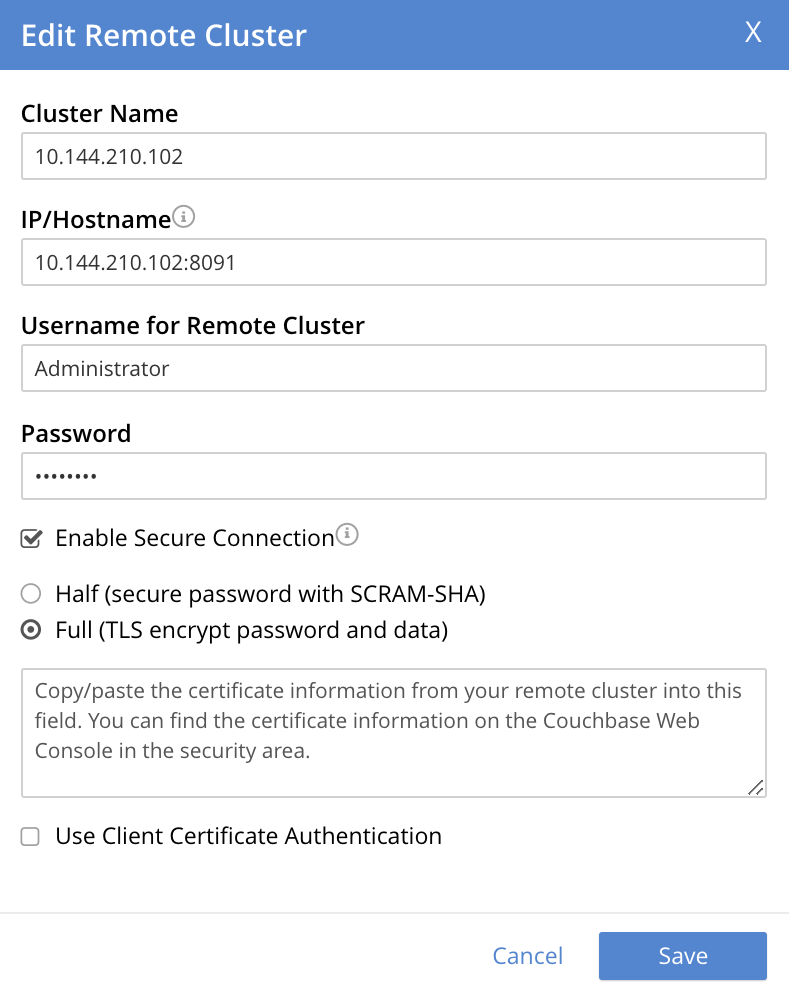 Edit Remote Cluster
X
Cluster Name
10.144.210.102
IP/Hostname
10.144.210.102:8091
Username for Remote Cluster
Administrator
Password
••••••••
Enable Secure Connection
Half (secure password with SCRAM-SHA)
Full (TLS encrypt password and data)
Copy/paste the certificate information from your remote cluster into this
field. You can find the certificate information on the Couchbase Web
Console in the security area.
Use Client Certificate Authentication
Cancel
Save